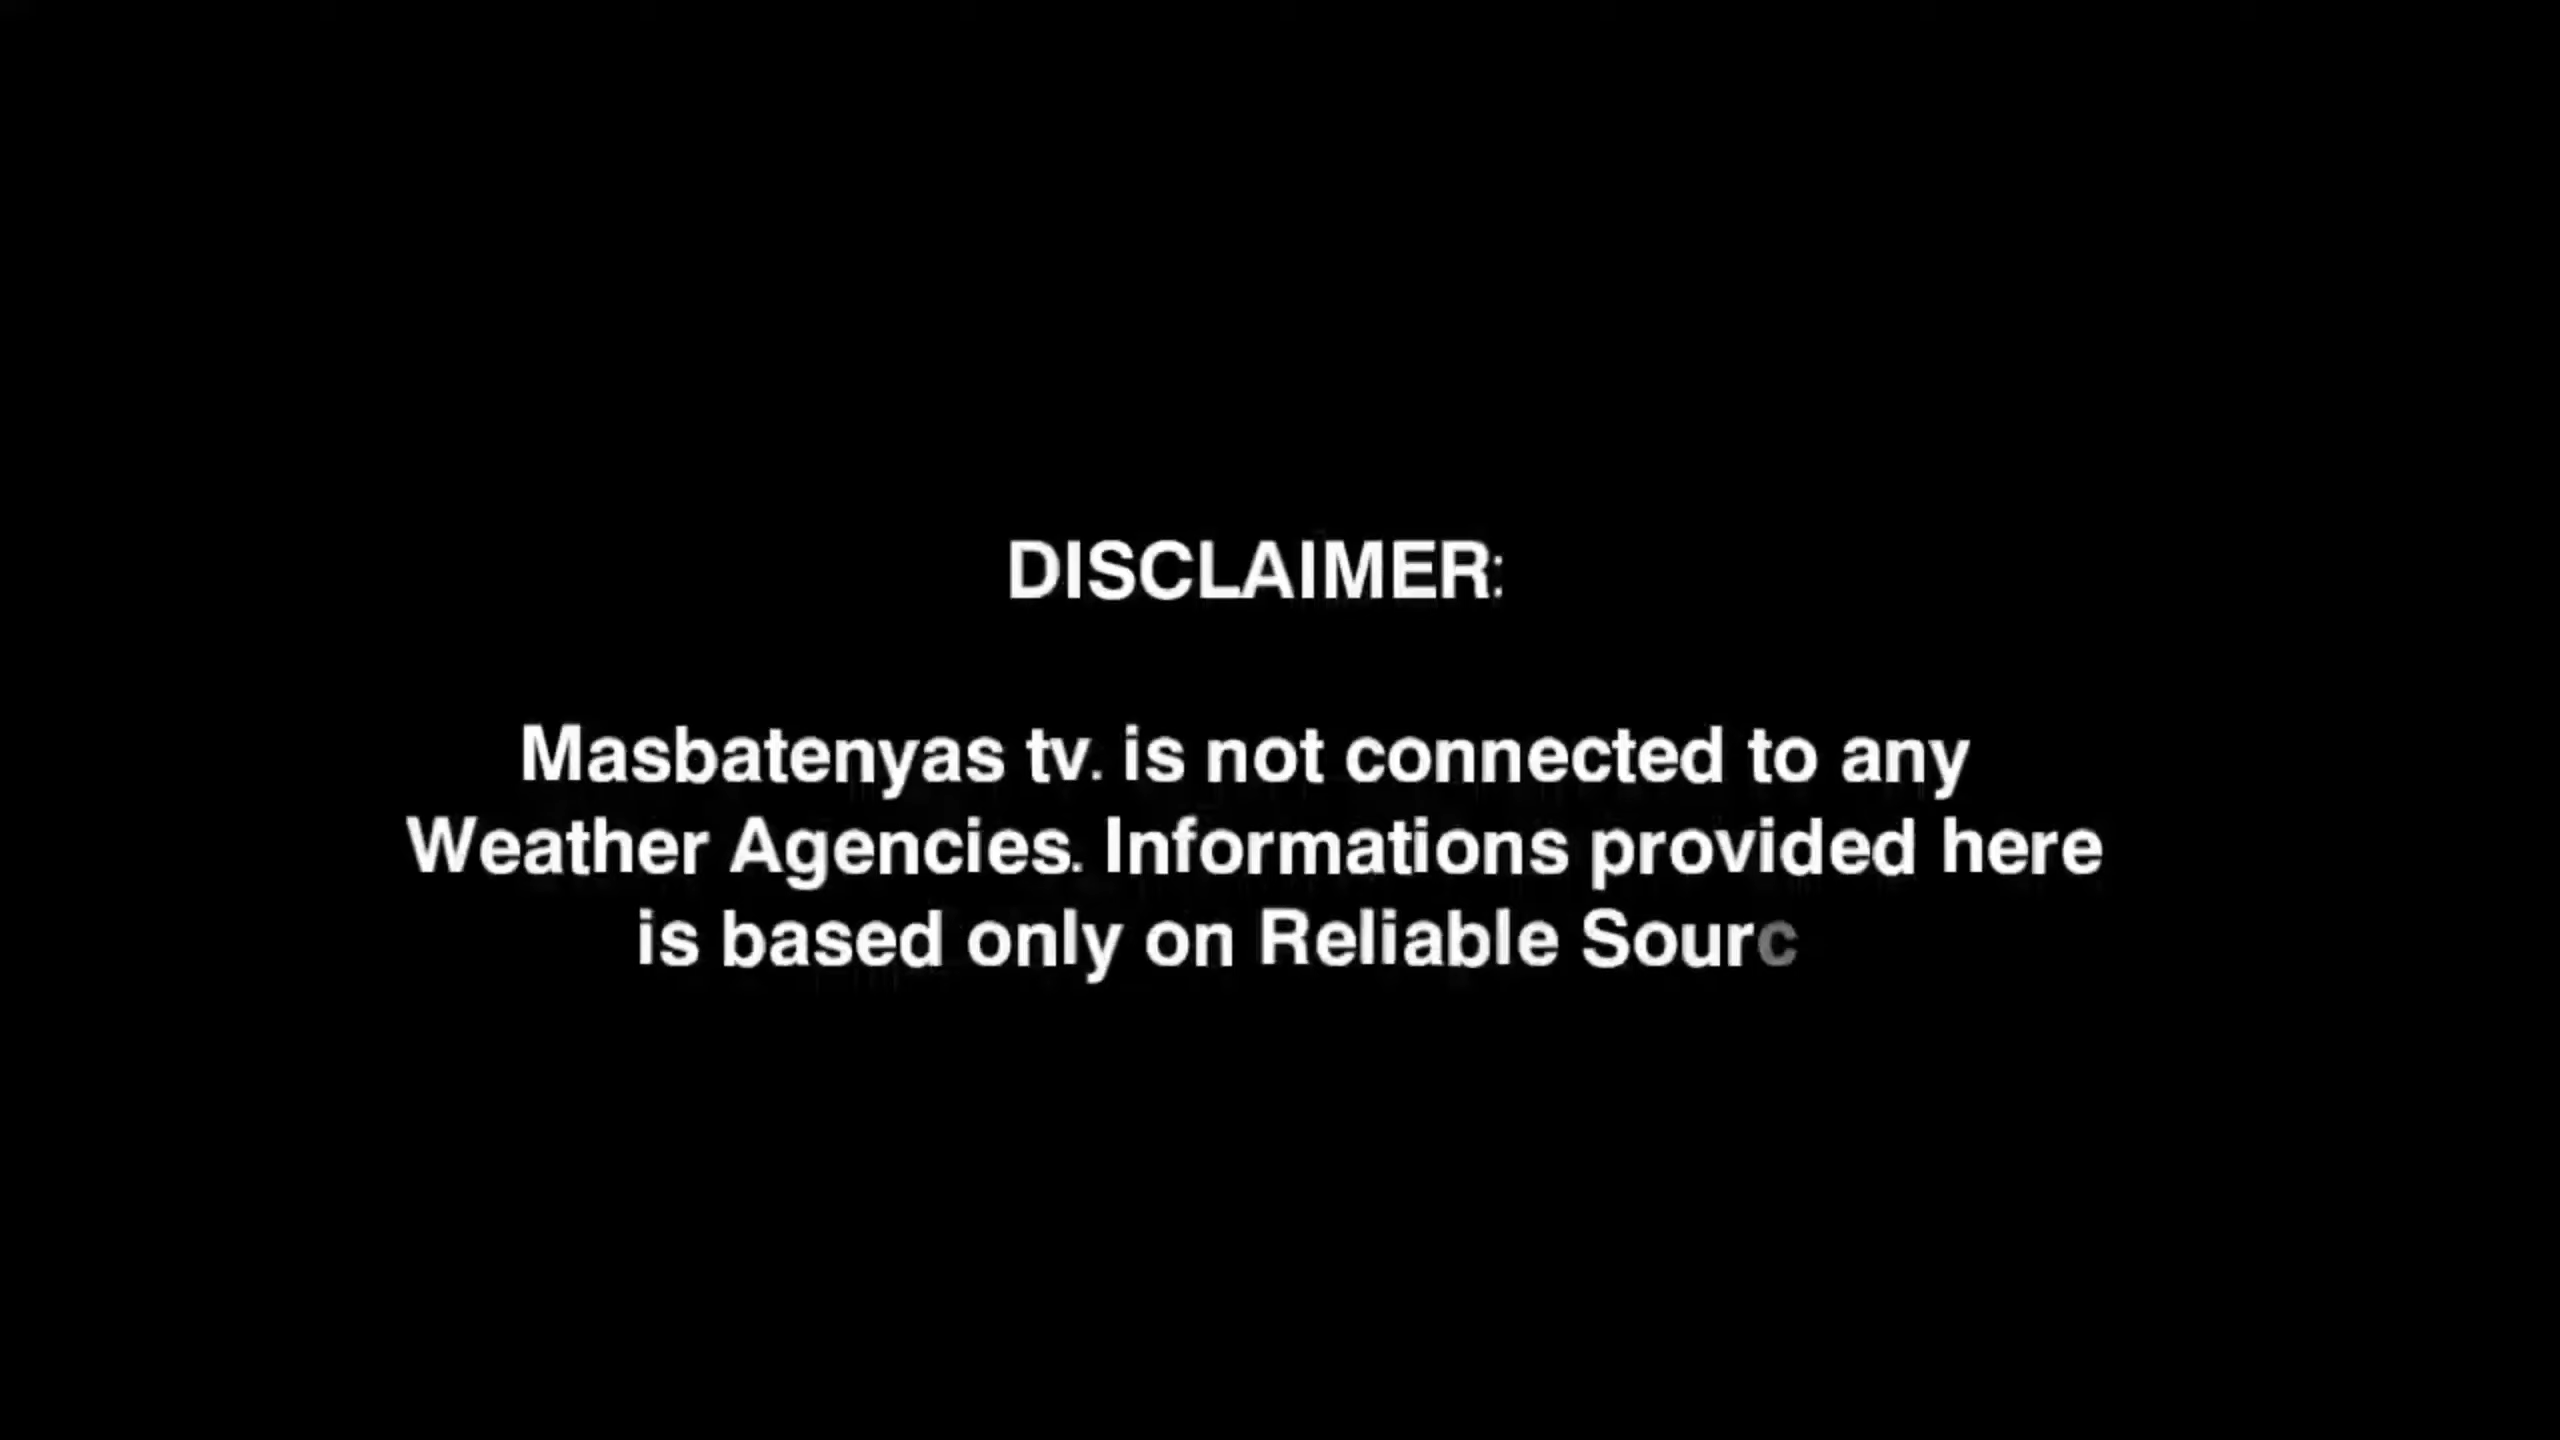 DISCLAIMER:
Masbatenyas tv. is not connected to any
Weather Agencies. Informations provided here
is based only on Reliable Sourc